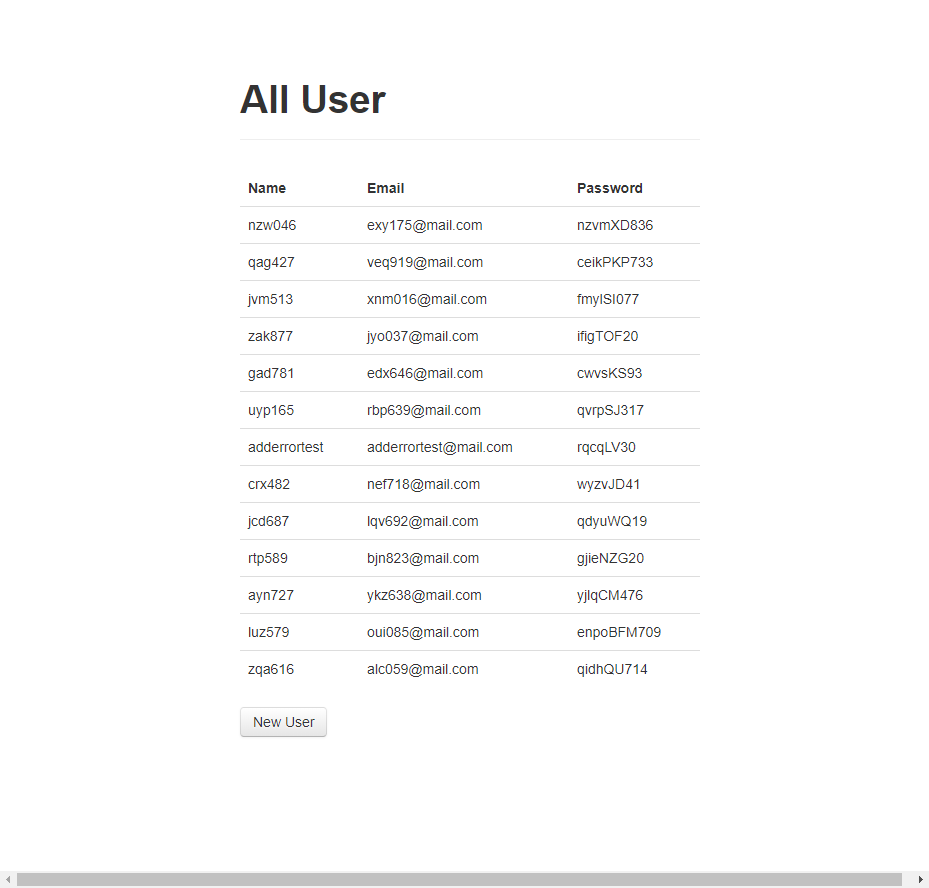 All User
Name Email Password
nzw046 exy175@mail.com nzvmXD836
qag427 veq919@mail.com ceikPKP733
jvm513 xnm016@mail.com fmylSI077
zak877 jyo037@mail.com ifigTOF20
gad781 edx646@mail.com cwvsKS93
uyp165 rbp639@mail.com qvrpSJ317
adderrortest adderrortest@mail.com rqcqLV30
crx482 nef718@mail.com wyzvJD41
jcd687 lqv692@mail.com qdyuWQ19
rtp589 bjn823@mail.com gjieNZG20
ayn727 ykz638@mail.com yjlqCM476
luz579 oui085@mail.com enpoBFM709
zqa616 alc059@mail.com qidhQU714
New User